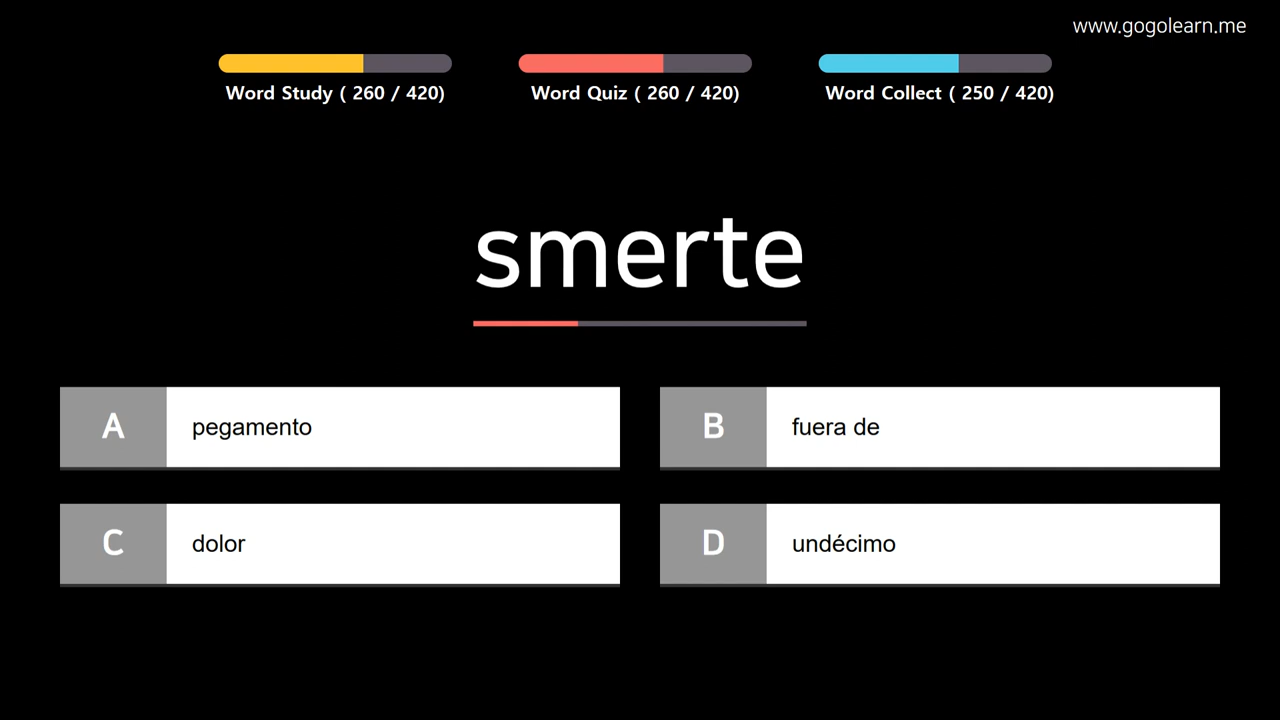 www.gogolearn.me
Word Study ( 260 / 420)
Word Quiz ( 260 / 420)
Word Collect ( 250 / 420)
smerte
A
pegamento
B
fuera de
C
dolor
D
undécimo